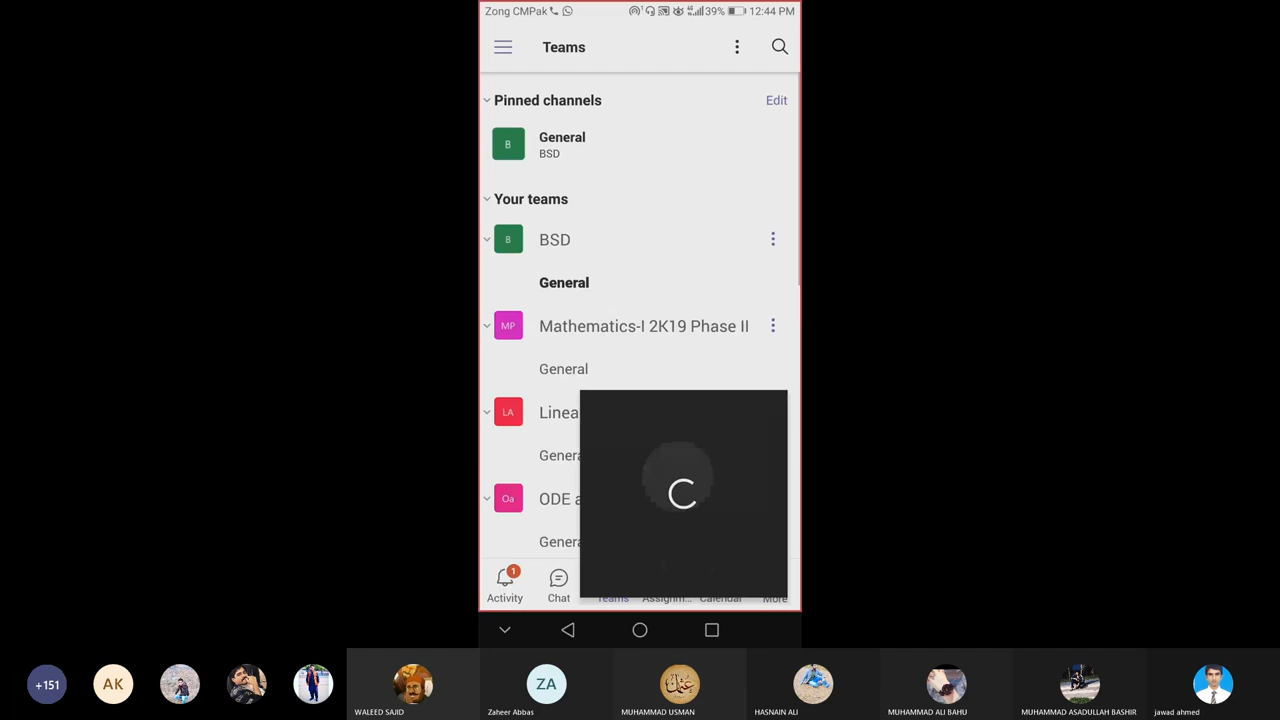 Zong CMPak 39% 12:44 PM
Teams
Pinned channels Edit
B General
BSD
Your teams
B BSD
General
MP Mathematics-I 2K19 Phase II
General
LA Linea
Genera
Oa ODE a
Genera
1
Activity Chat Teams Assignm... Calendar More
+151 AK ZA
WALEED SAJID Zaheer Abbas MUHAMMAD USMAN HASNAIN ALI MUHAMMAD ALI BAHU MUHAMMAD ASADULLAH BASHIR jawad ahmed